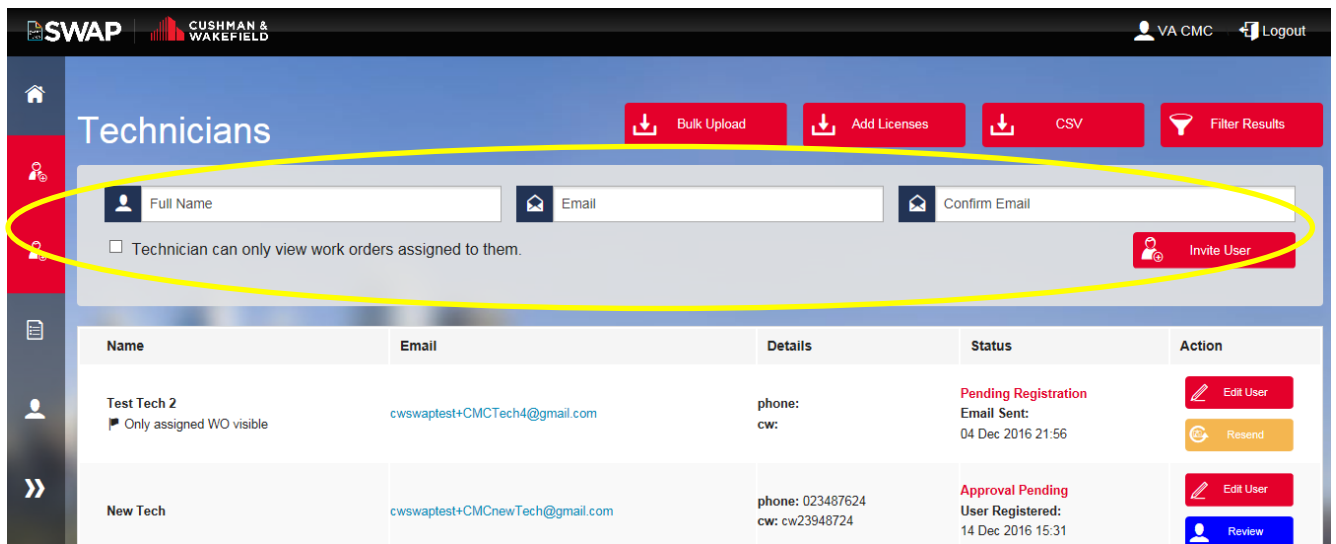 SWAP CUSHMAN & WAKEFIELD VA CMC Logout
Technicians Bulk Upload Add Licenses CSV Filter Results
Full Name Email Confirm Email
Technician can only view work orders assigned to them. Invite User
Name Email Details Status Action
Test Tech 2 cwswaptest+CMCTech4@gmail.com phone: Pending Registration Edit User
Only assigned WO visible cw: Email Sent:
04 Dec 2016 21:56 Resend
New Tech cwswaptest+CMCnewTech@gmail.com phone: 023487624 Approval Pending Edit User
cw: cw23948724 User Registered:
14 Dec 2016 15:31 Review